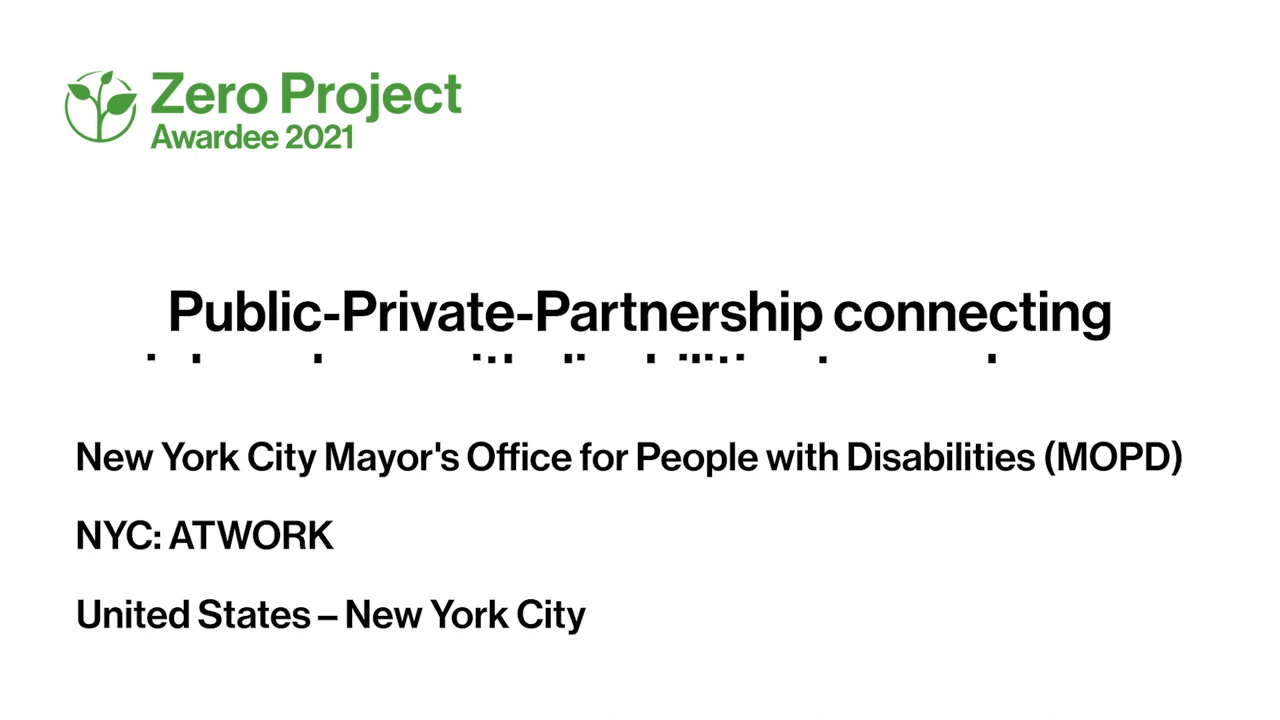 Zero Project
Awardee 2021
Public-Private-Partnership connecting
New York City Mayor's Office for People with Disabilities (MOPD)
NYC: ATWORK
United States – New York City